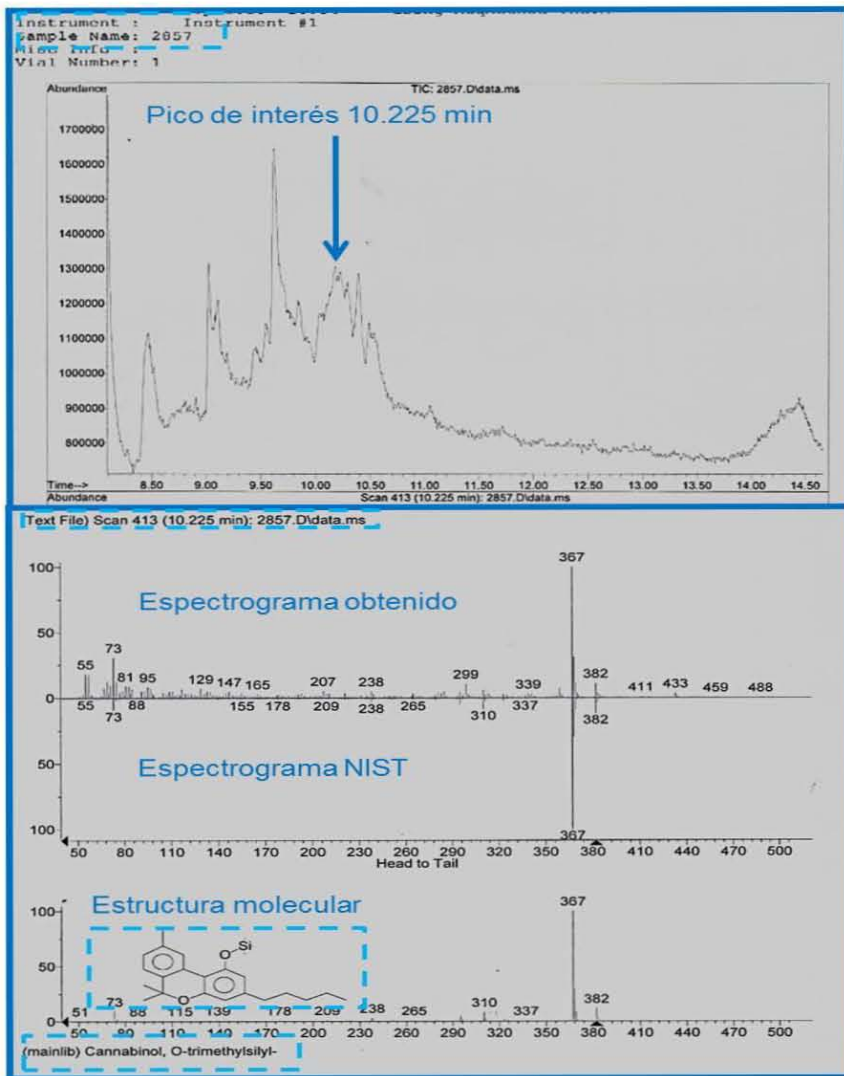 Instrument : Instrument #1
Sample Name: 2857
Misc Info :
Vial Number: 1
Abundance TIC: 2857.D\data.ms
Pico de interés 10.225 min
1700000
1600000
1500000
1400000
1300000
1200000
1100000
1000000
900000
800000
8.50 9.00 9.50 10.00 10.50 11.00 11.50 12.00 12.50 13.00 13.50 14.00 14.50
Time-->
Abundance Scan 413 (10.225 min): 2857.D\data.ms
Text File) Scan 413 (10.225 min): 2857.D\data.ms
367
100
Espectrograma obtenido
50
73
55 81 95 129 147 165 207 238 299 339 382 411 433 459 488
0
55 73 88 155 178 209 238 265 310 337 382
50
Espectrograma NIST
100
367
50 80 110 140 170 200 230 260 290 320 350 380 410 440 470 500
Head to Tail
367
100
Estructura molecular
O Si
50
O
0
51 73 88 115 139 178 209 238 265 310 337 382
50 80 110 140 170 200 230 260 290 320 350 380 410 440 470 500
(mainlib) Cannabinol, O-trimethylsilyl-